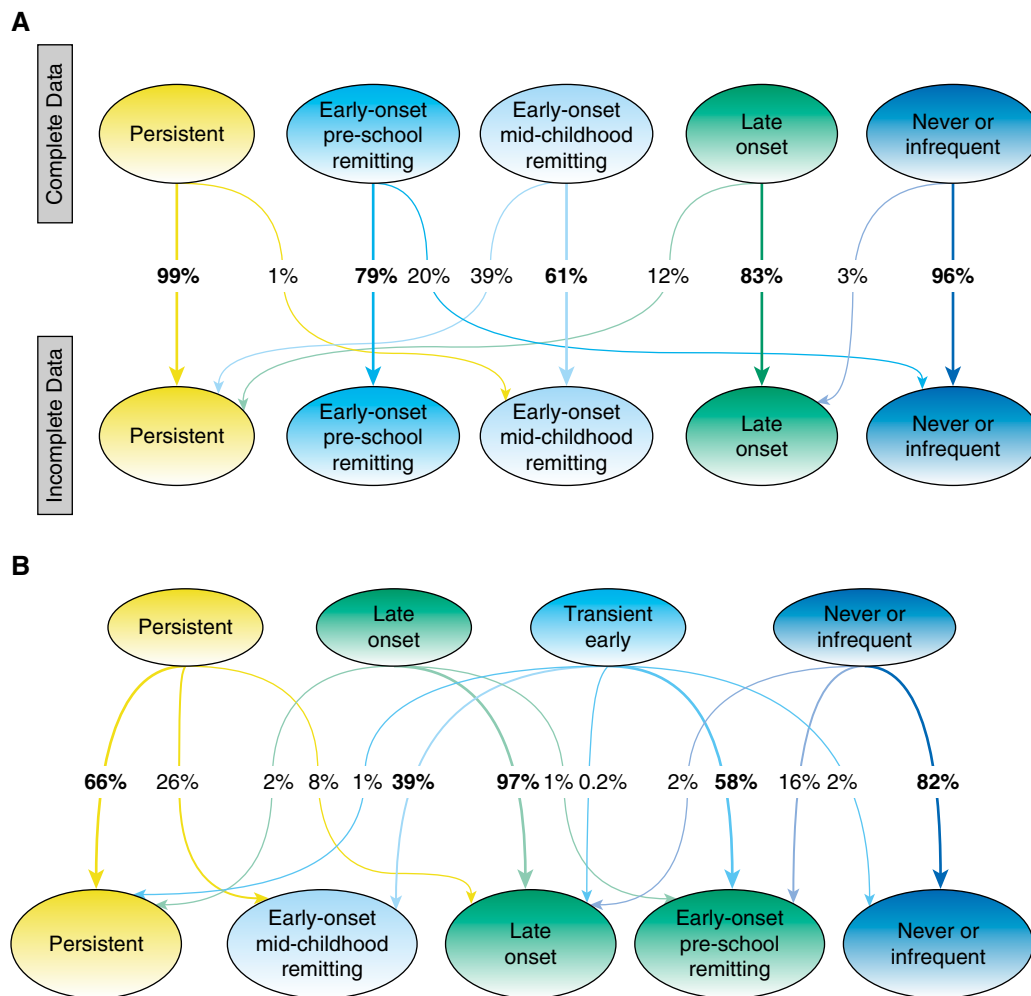 A
Complete Data
Persistent
Early-onset
pre-school
remitting
Early-onset
mid-childhood
remitting
Late
onset
Never or
infrequent
99% 1% 79% 20% 39% 61% 12% 83% 3% 96%
Incomplete Data
Persistent
Early-onset
pre-school
remitting
Early-onset
mid-childhood
remitting
Late
onset
Never or
infrequent
B
Persistent
Late
onset
Transient
early
Never or
infrequent
66% 26% 2% 8% 1% 39% 97% 1% 0.2% 2% 58% 16% 2% 82%
Persistent
Early-onset
mid-childhood
remitting
Late
onset
Early-onset
pre-school
remitting
Never or
infrequent